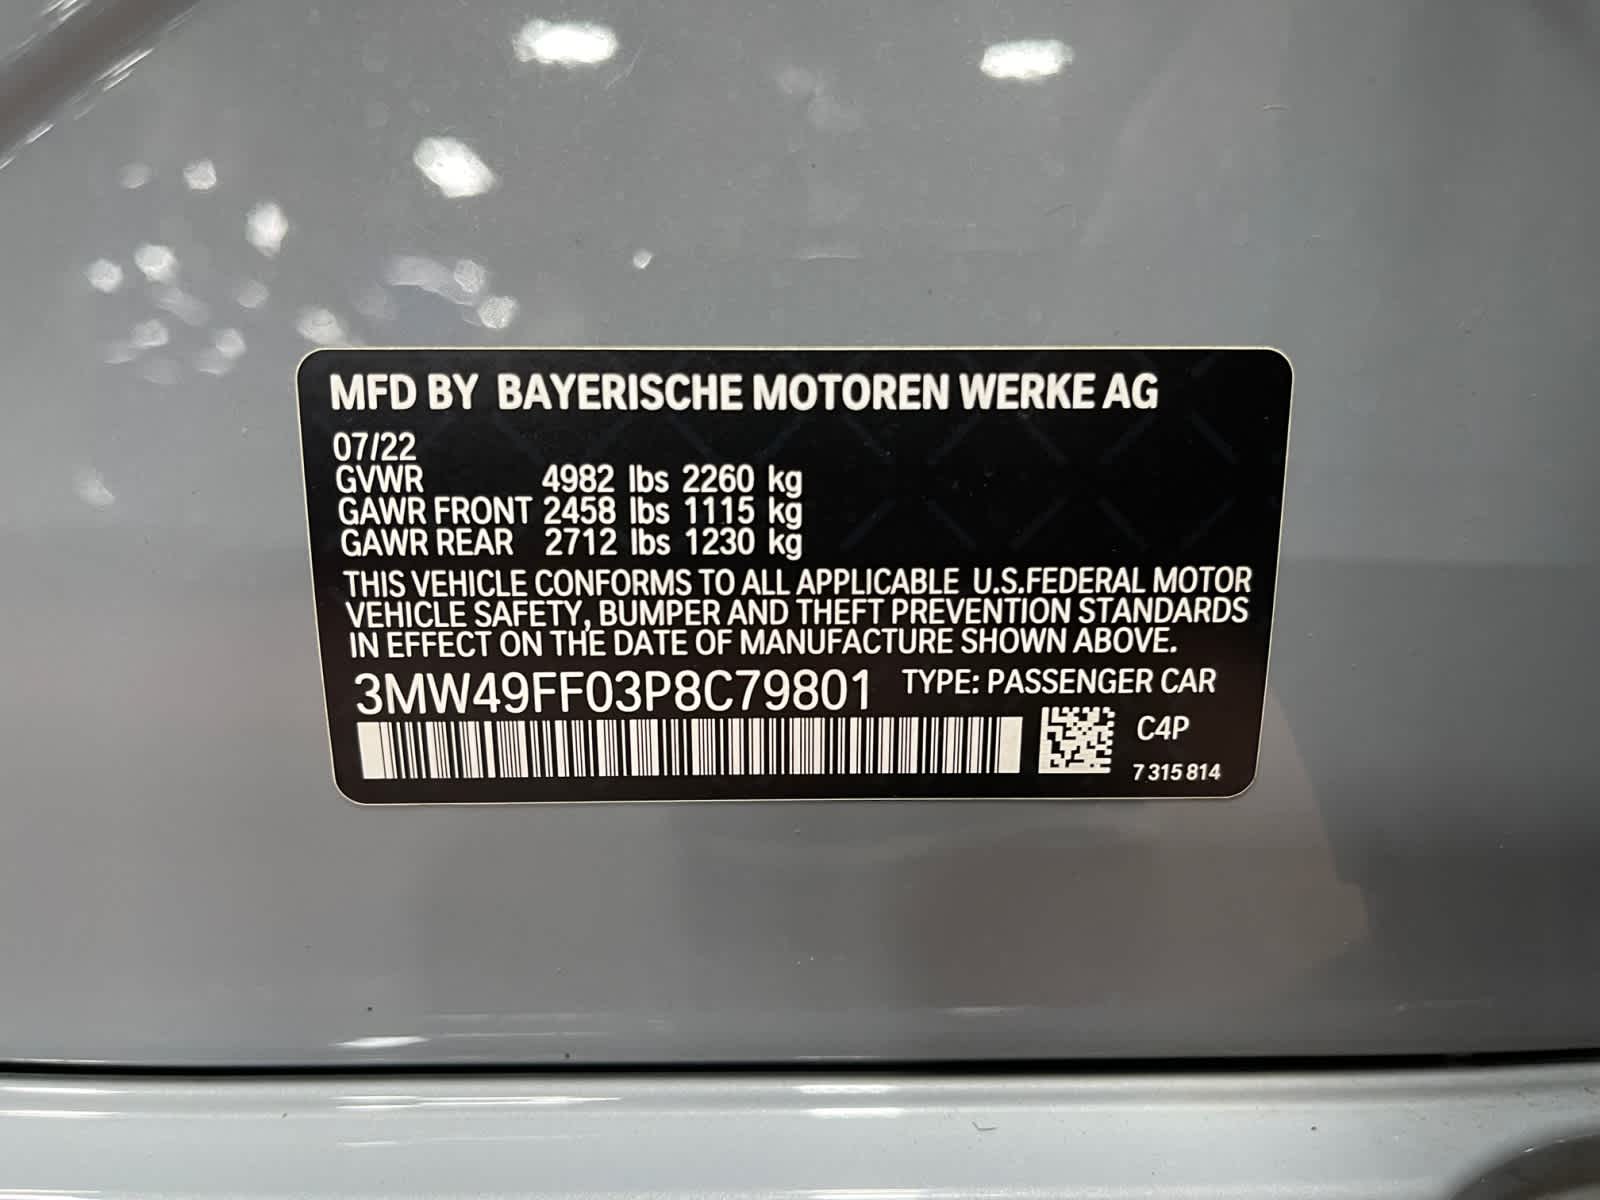 MFD BY BAYERISCHE MOTOREN WERKE AG
07/22
GVWR 4982 lbs 2260 kg
GAWR FRONT 2458 lbs 1115 kg
GAWR REAR 2712 lbs 1230 kg
THIS VEHICLE CONFORMS TO ALL APPLICABLE U.S.FEDERAL MOTOR
VEHICLE SAFETY, BUMPER AND THEFT PREVENTION STANDARDS
IN EFFECT ON THE DATE OF MANUFACTURE SHOWN ABOVE.
3MW49FF03P8C79801 TYPE: PASSENGER CAR
C4P
7 315 814